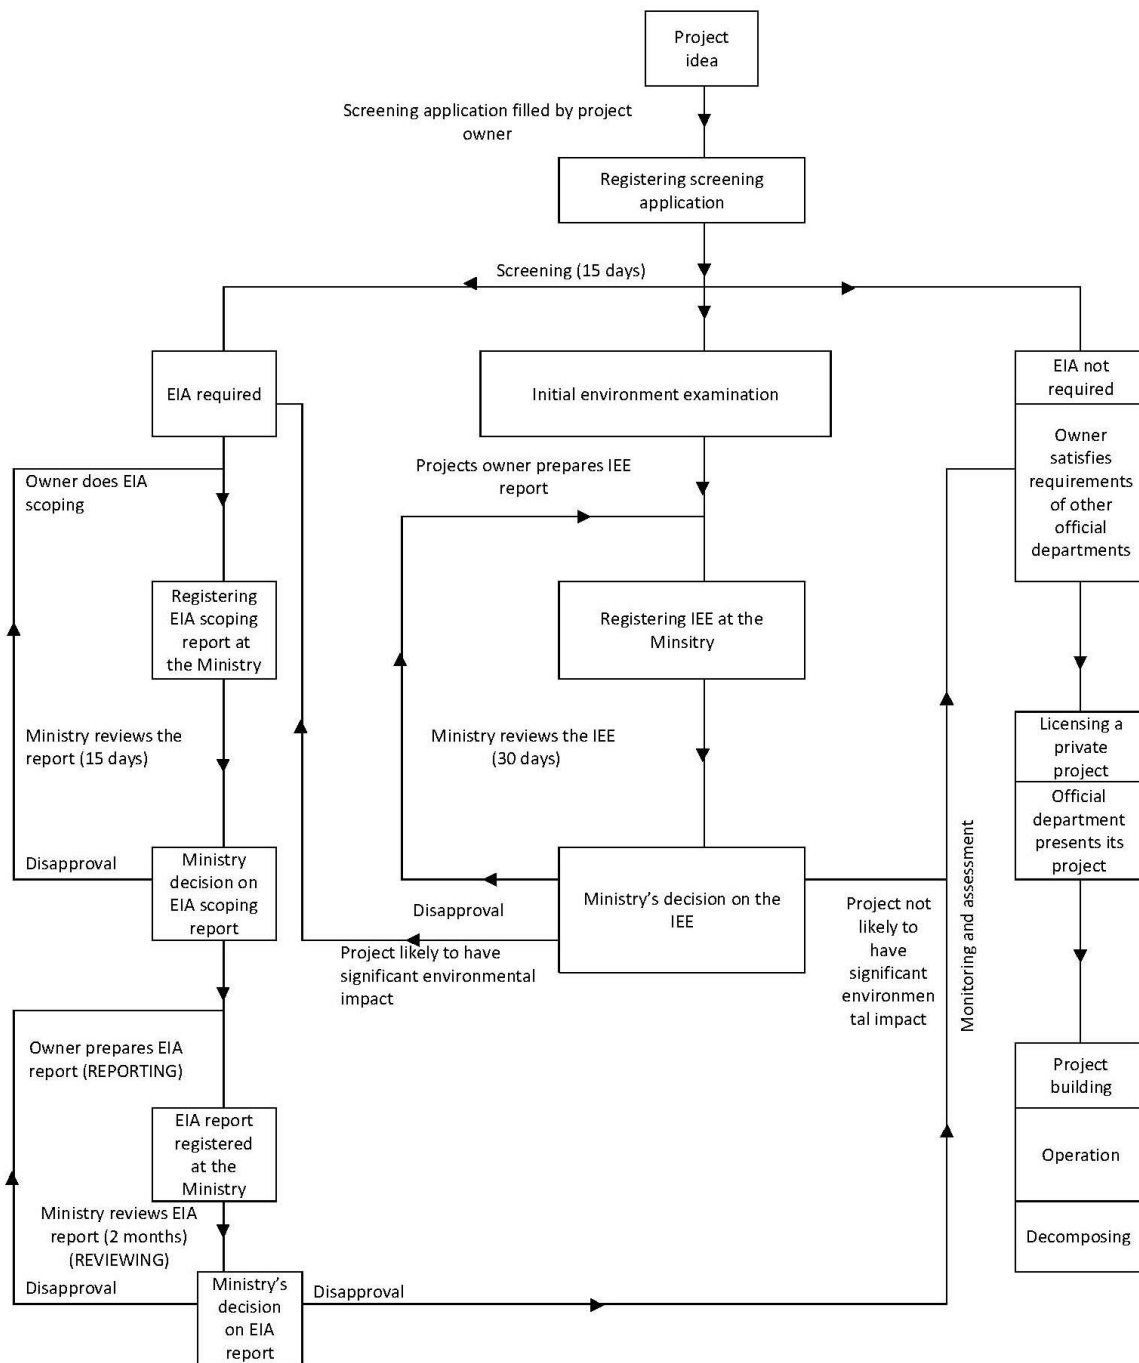 Project
idea
Screening application filled by project
owner
Registering screening
application
Screening (15 days)
EIA required
Initial environment examination
EIA not
required
Owner
satisfies
requirements
of other
official
departments
Owner does EIA
scoping
Projects owner prepares IEE
report
Registering
EIA scoping
report at
the Ministry
Registering IEE at the
Minsitry
Ministry reviews the
report (15 days)
Ministry reviews the IEE
(30 days)
Licensing a
private
project
Official
department
presents its
project
Disapproval
Ministry
decision on
EIA scoping
report
Disapproval
Ministry’s decision on the
IEE
Project likely to have
significant environmental
impact
Project not
likely to
have
significant
environmen
tal impact
Monitoring and assessment
Owner prepares EIA
report (REPORTING)
EIA report
registered
at the
Ministry
Project
building
Operation
Decomposing
Ministry reviews EIA
report (2 months)
(REVIEWING)
Disapproval
Ministry’s
decision
on EIA
report
Disapproval